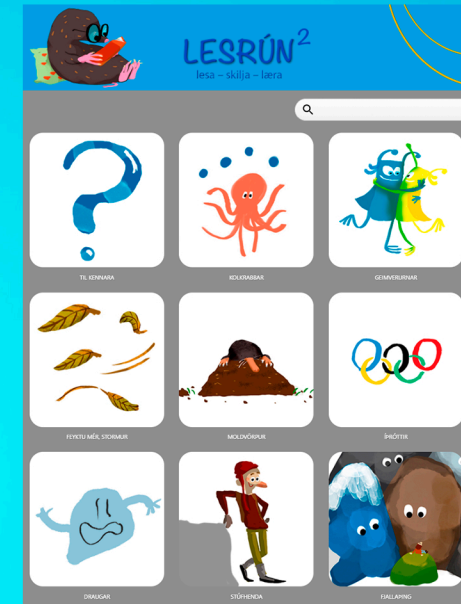 LESRÚN²
lesa – skilja – læra
TIL KENNARA
KOLKRABBAR
GEIMVERURNAR
FEYKTU MÉR, STORMUR
MOLDVÖRPUR
ÍÞRÓTTIR
DRAUGAR
STÚFHENDA
FJALLAÞING